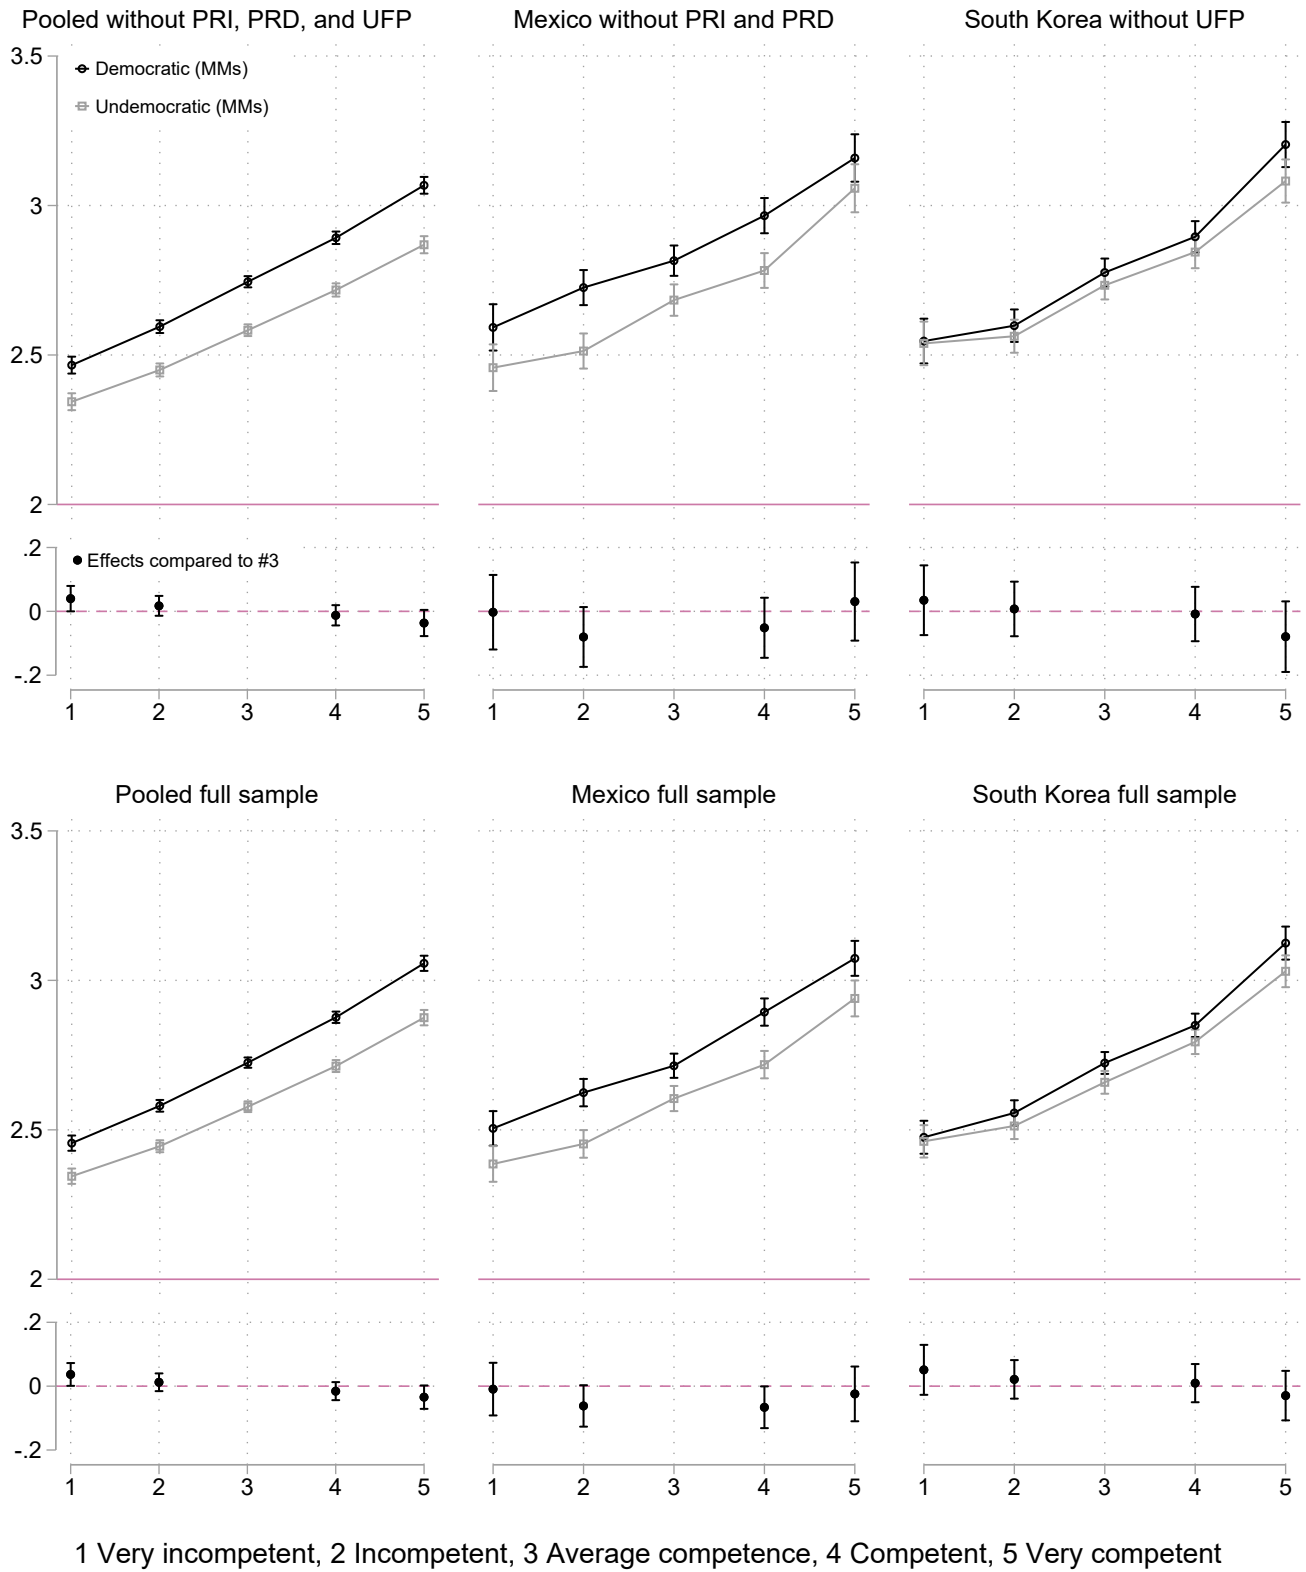 Pooled without PRI, PRD, and UFP
Mexico without PRI and PRD
South Korea without UFP
3.5
Democratic (MMs)
Undemocratic (MMs)
3
2.5
2
.2
Effects compared to #3
0
-.2
1 2 3 4 5
1 2 3 4 5
1 2 3 4 5
Pooled full sample
Mexico full sample
South Korea full sample
3.5
3
2.5
2
.2
0
-.2
1 2 3 4 5
1 2 3 4 5
1 2 3 4 5
1 Very incompetent, 2 Incompetent, 3 Average competence, 4 Competent, 5 Very competent